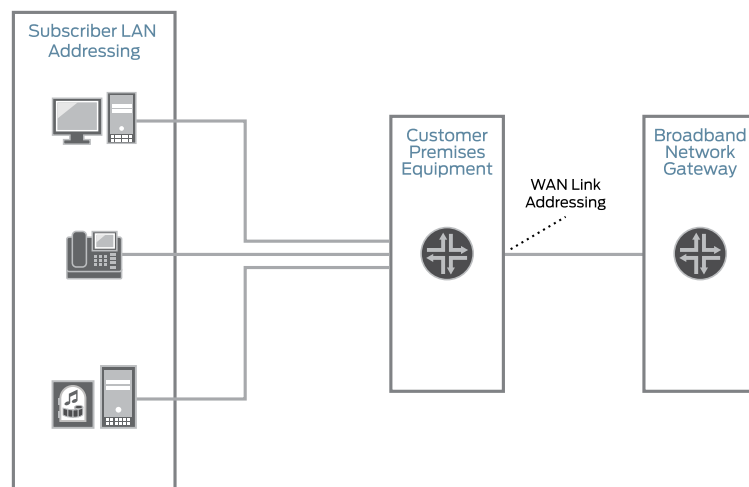 Subscriber LAN
Addressing
Customer
Premises
Equipment
WAN Link
Addressing
Broadband
Network
Gateway